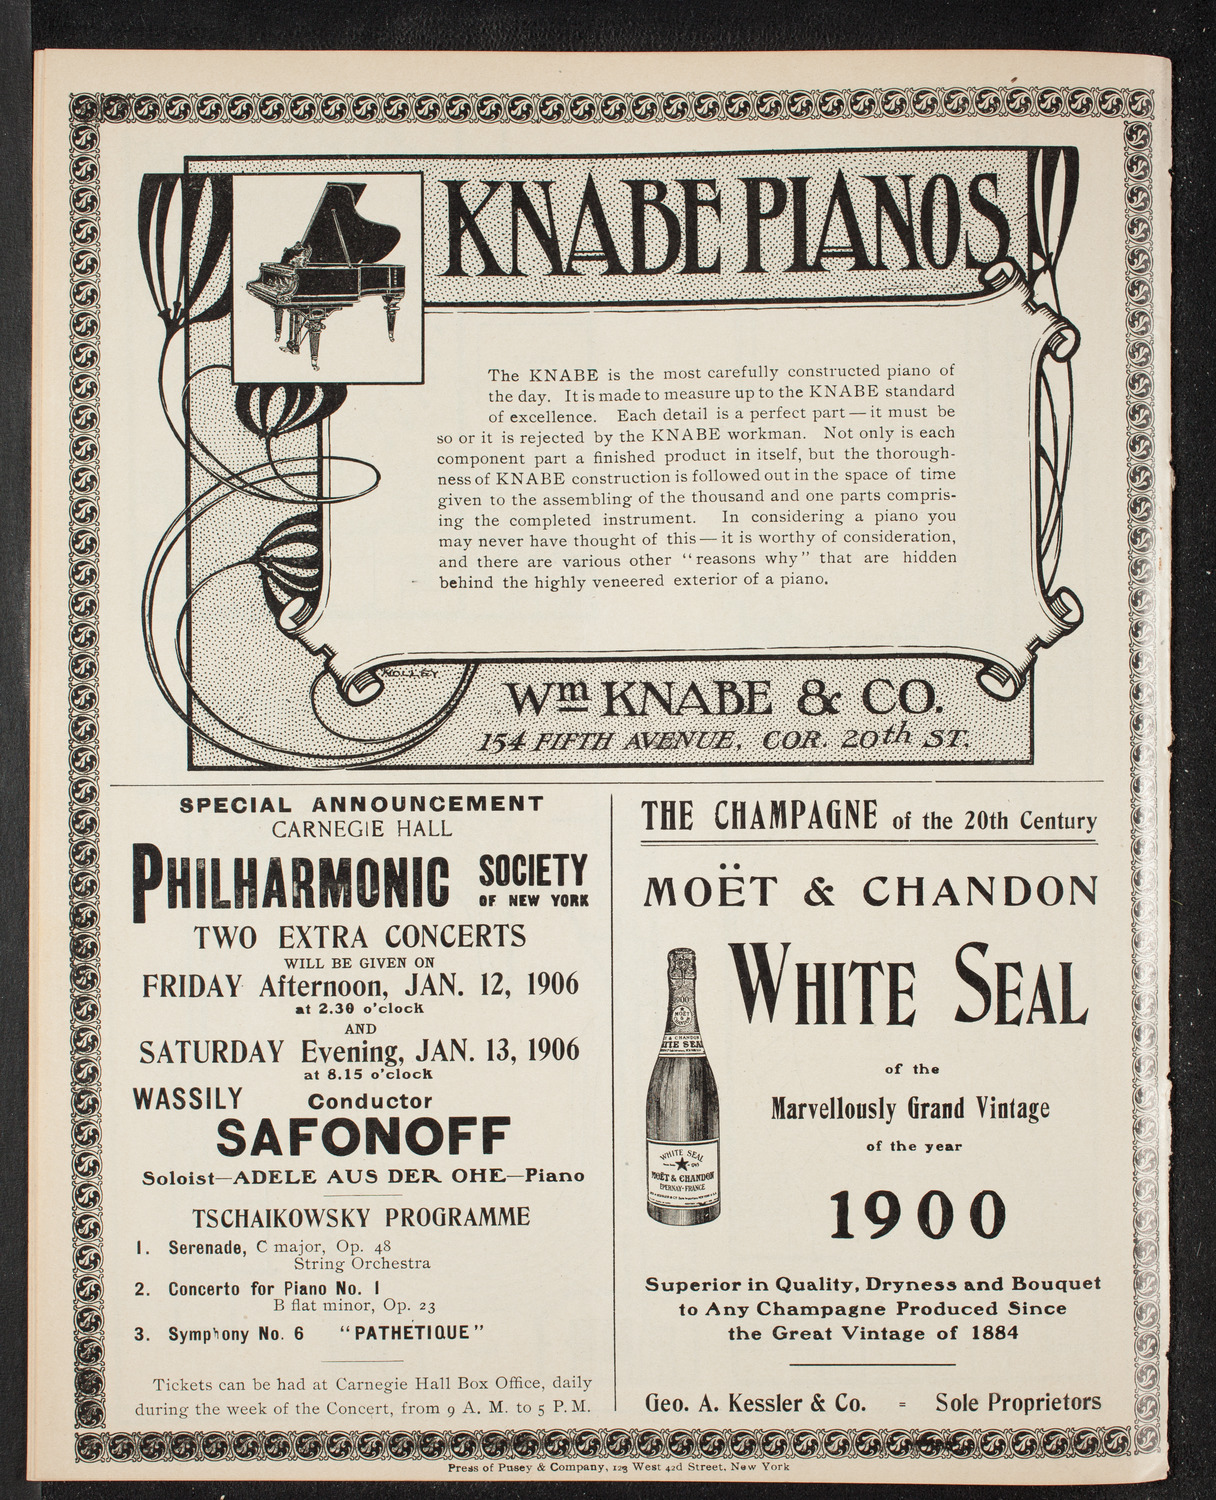 KNABE PIANOS
The KNABE is the most carefully constructed piano of
the day. It is made to measure up to the KNABE standard
of excellence. Each detail is a perfect part — it must be
so or it is rejected by the KNABE workman. Not only is each
component part a finished product in itself, but the thorough-
ness of KNABE construction is followed out in the space of time
given to the assembling of the thousand and one parts compris-
ing the completed instrument. In considering a piano you
may never have thought of this — it is worthy of consideration,
and there are various other “reasons why” that are hidden
behind the highly veneered exterior of a piano.
Wm KNABE & CO.
154 FIFTH AVENUE, COR. 20th ST.
SPECIAL ANNOUNCEMENT
CARNEGIE HALL
PHILHARMONIC SOCIETY
OF NEW YORK
TWO EXTRA CONCERTS
WILL BE GIVEN ON
FRIDAY Afternoon, JAN. 12, 1906
at 2.30 o'clock
AND
SATURDAY Evening, JAN. 13, 1906
at 8.15 o'clock
WASSILY Conductor
SAFONOFF
Soloist—ADELE AUS DER OHE—Piano
TSCHAIKOWSKY PROGRAMME
1. Serenade, C major, Op. 48
String Orchestra
2. Concerto for Piano No. 1
B flat minor, Op. 23
3. Symphony No. 6 “PATHETIQUE”
Tickets can be had at Carnegie Hall Box Office, daily
during the week of the Concert, from 9 A. M. to 5 P. M.
THE CHAMPAGNE of the 20th Century
MOËT & CHANDON
WHITE SEAL
of the
Marvellously Grand Vintage
of the year
1900
WHITE SEAL
MOËT & CHANDON
EPERNAY-FRANCE
Superior in Quality, Dryness and Bouquet
to Any Champagne Produced Since
the Great Vintage of 1884
Geo. A. Kessler & Co. = Sole Proprietors
Press of Pusey & Company, 123 West 42d Street, New York